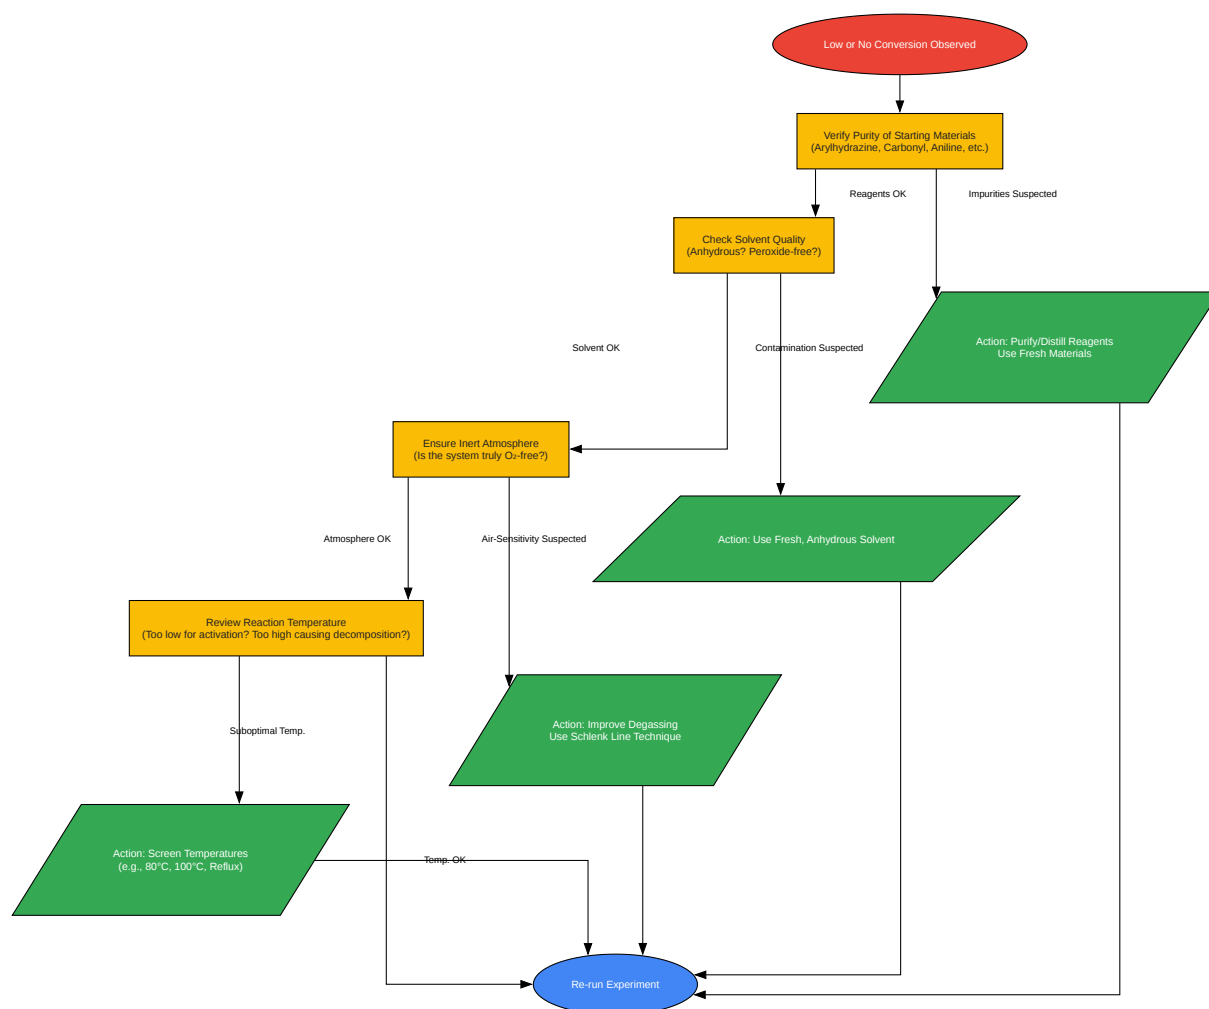 Low or No Conversion Observed
Verify Purity of Starting Materials
(Arylhydrazine, Carbonyl, Aniline, etc.)
Reagents OK
Impurities Suspected
Check Solvent Quality
(Anhydrous? Peroxide-free?)
Solvent OK
Contamination Suspected
Action: Purify/Distill Reagents
Use Fresh Materials
Ensure Inert Atmosphere
(Is the system truly O₂-free?)
Atmosphere OK
Air-Sensitivity Suspected
Action: Use Fresh, Anhydrous Solvent
Review Reaction Temperature
(Too low for activation? Too high causing decomposition?)
Suboptimal Temp.
Action: Improve Degassing
Use Schlenk Line Technique
Action: Screen Temperatures
(e.g., 80°C, 100°C, Reflux)
Temp. OK
Re-run Experiment